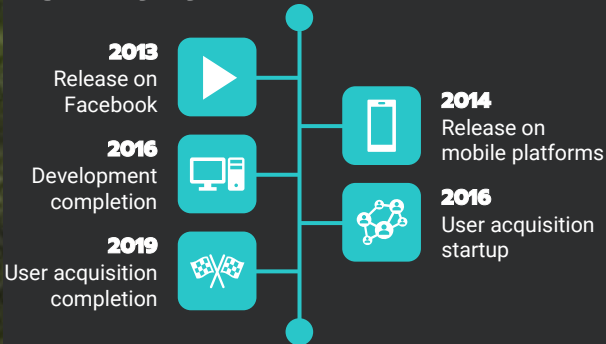 2013
Release on
Facebook
2014
Release on
mobile platforms
2016
Development
completion
2016
User acquisition
startup
2019
User acquisition
completion